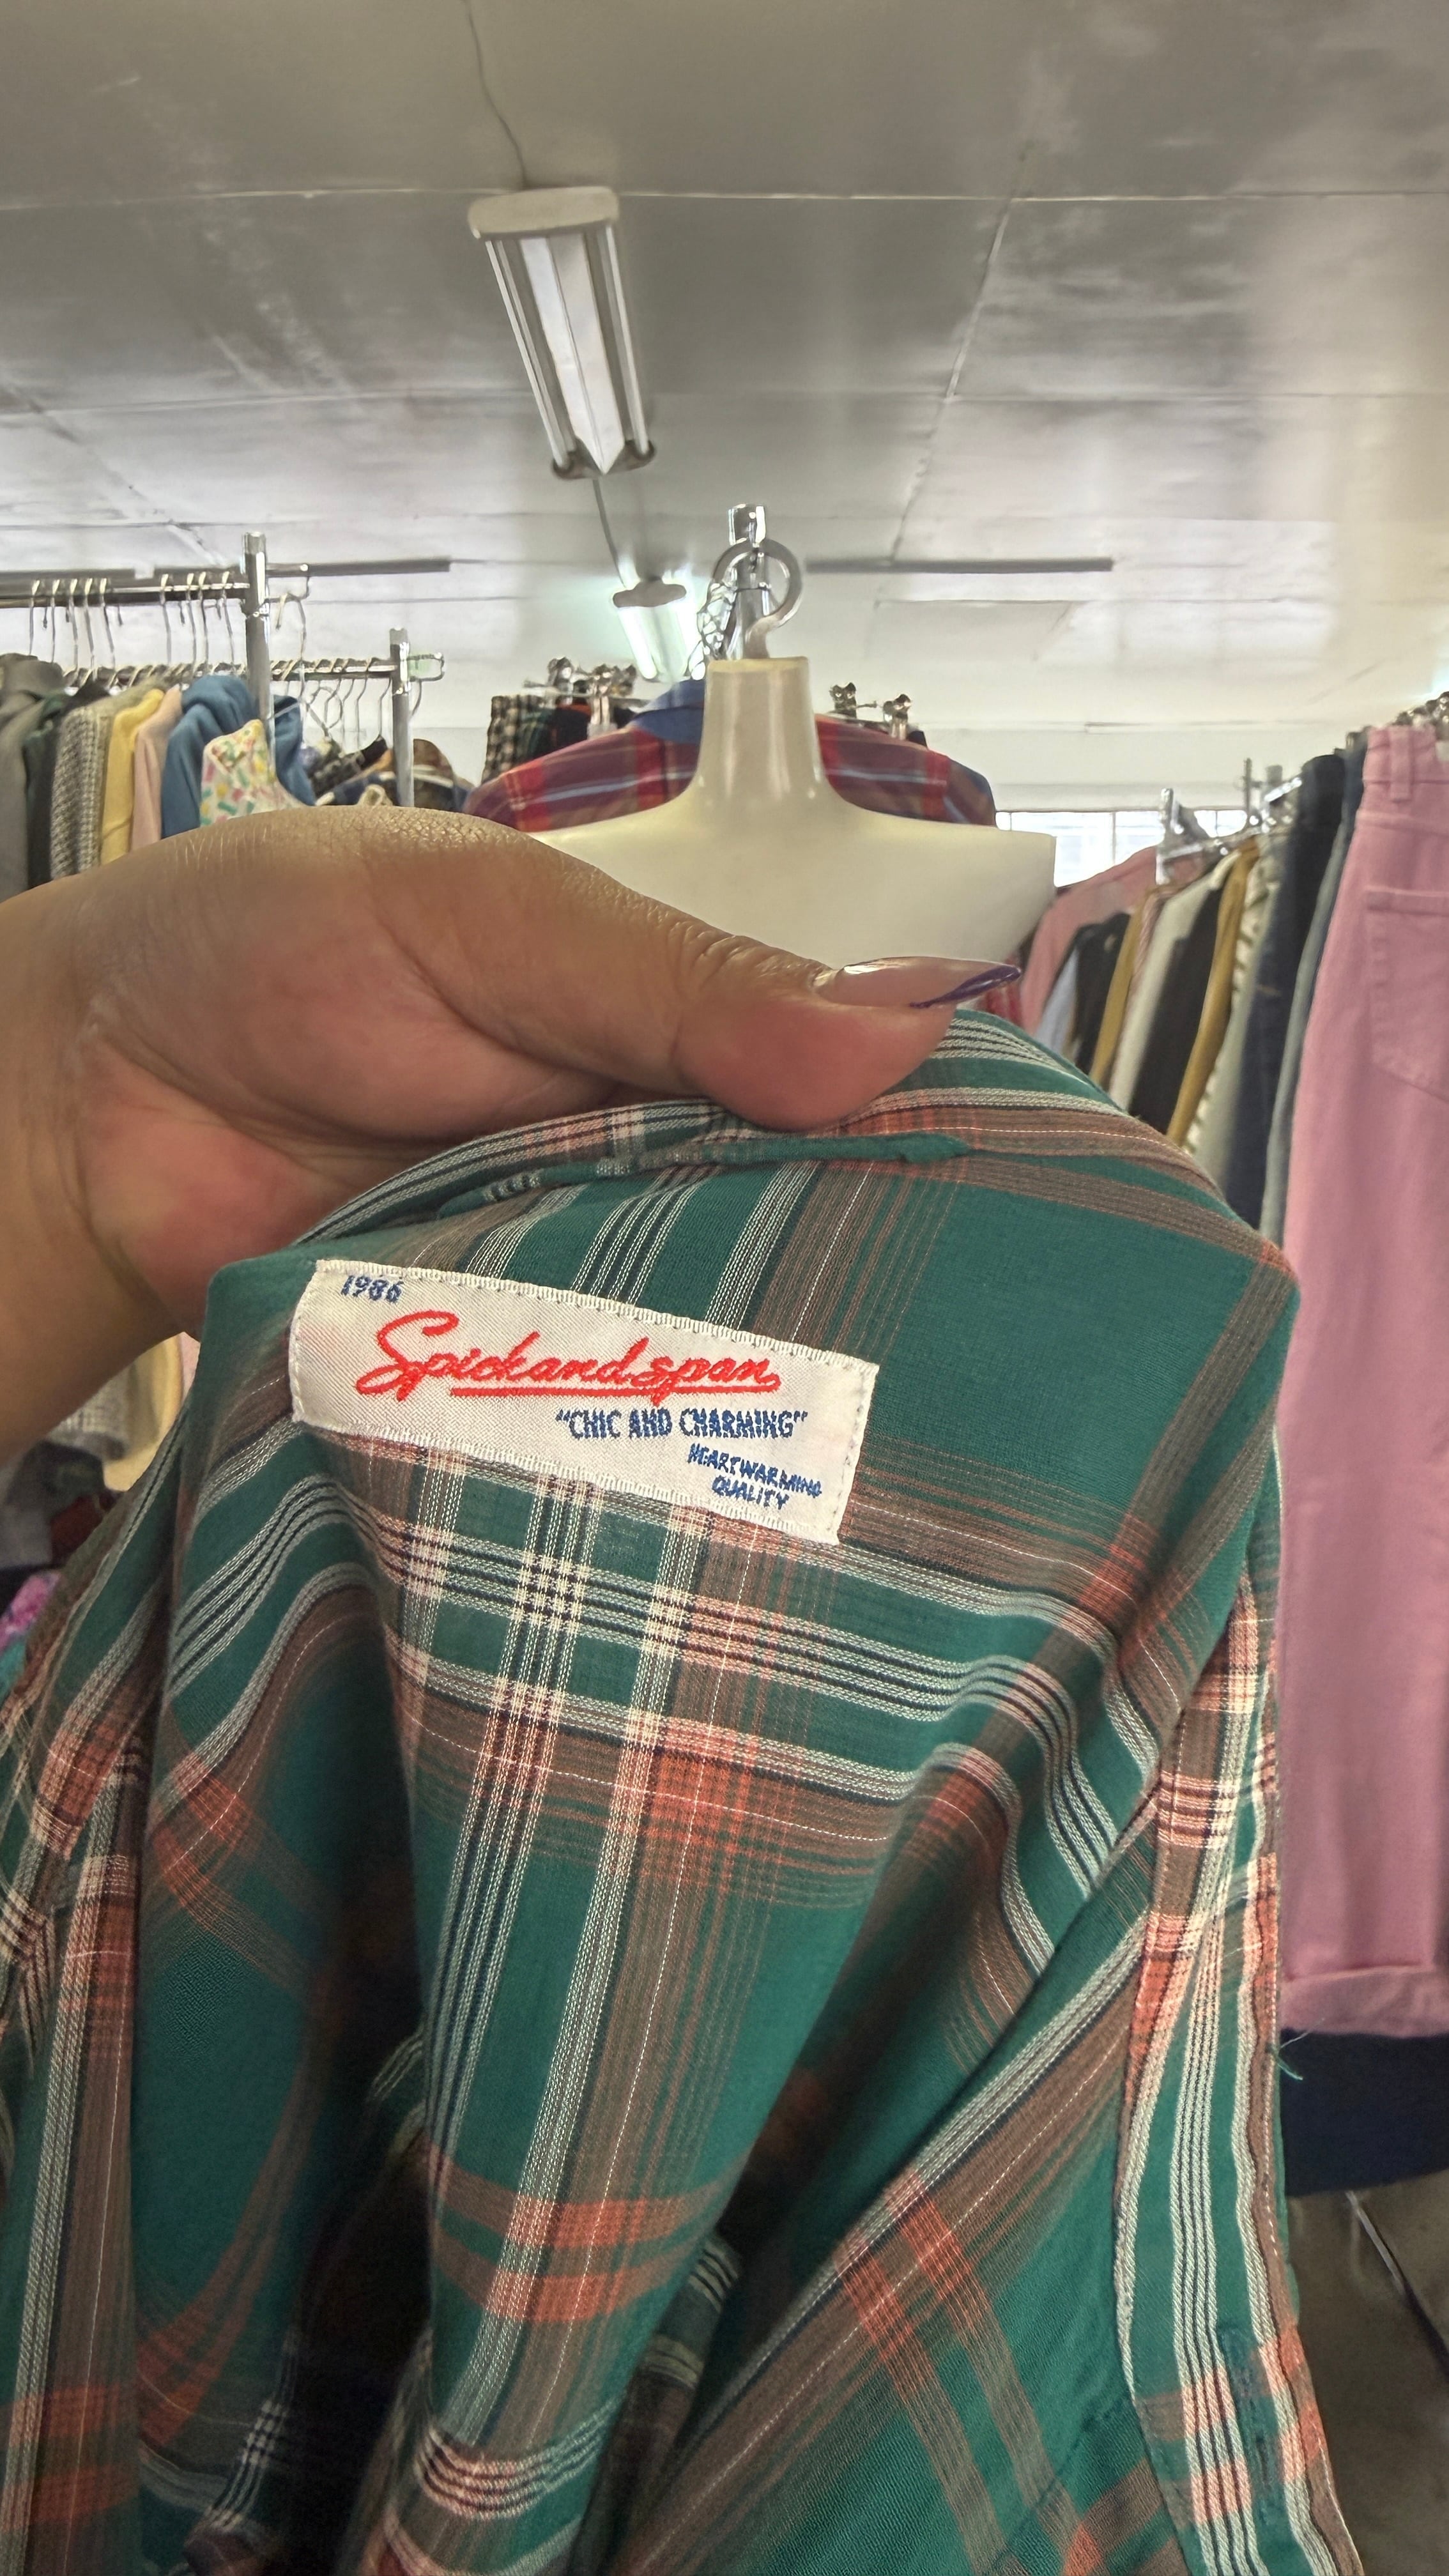 1986
Spickandspan
"CHIC AND CHARMING"
HEARTWARMING
QUALITY